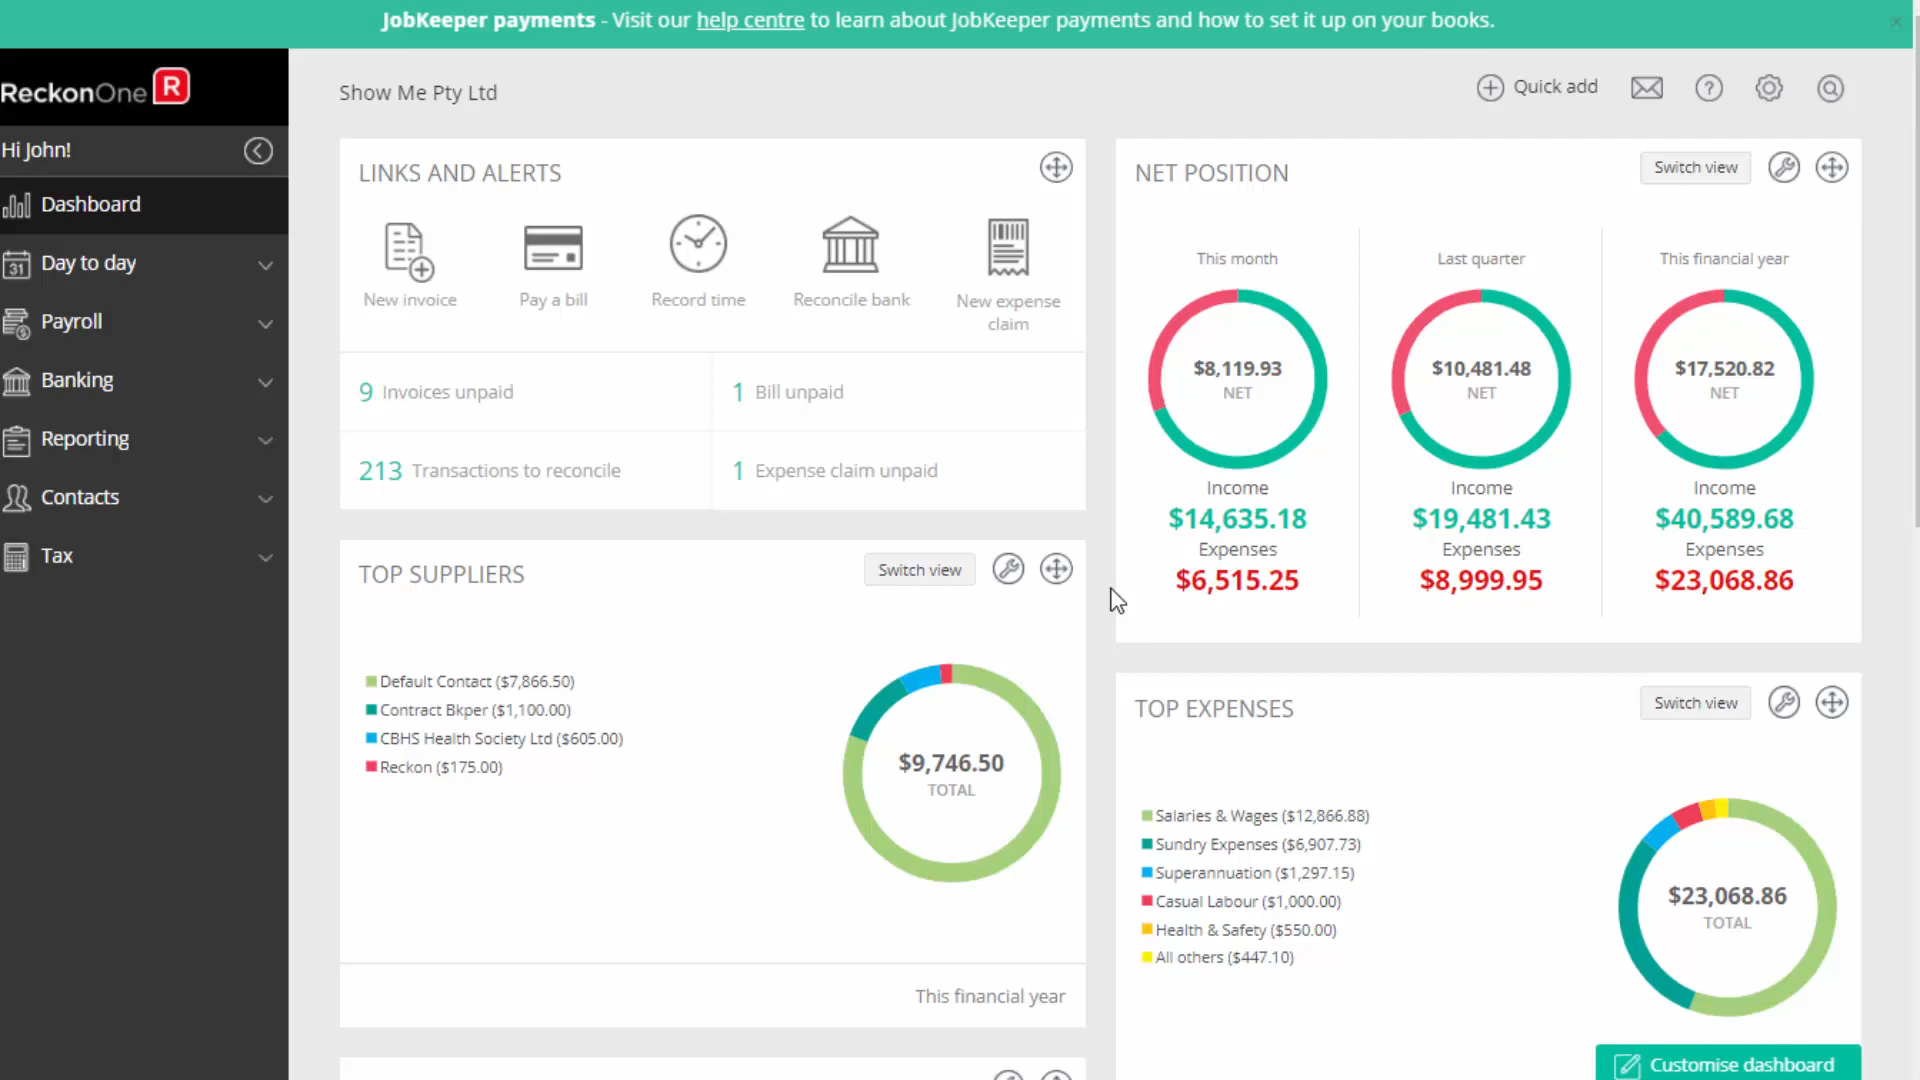 JobKeeper payments - Visit our help centre to learn about JobKeeper payments and how to set it up on your books.
ReckonOne R
Hi John!
Dashboard
31 Day to day
Payroll
Banking
Reporting
Contacts
Tax
Show Me Pty Ltd
Quick add
LINKS AND ALERTS
New invoice
Pay a bill
Record time
Reconcile bank
New expense
claim
9 Invoices unpaid
1 Bill unpaid
213 Transactions to reconcile
1 Expense claim unpaid
NET POSITION
Switch view
This month
Last quarter
This financial year
$8,119.93
NET
$10,481.48
NET
$17,520.82
NET
Income
$14,635.18
Expenses
$6,515.25
Income
$19,481.43
Expenses
$8,999.95
Income
$40,589.68
Expenses
$23,068.86
TOP SUPPLIERS
Switch view
Default Contact ($7,866.50)
Contract Bkper ($1,100.00)
CBHS Health Society Ltd ($605.00)
Reckon ($175.00)
$9,746.50
TOTAL
This financial year
TOP EXPENSES
Switch view
Salaries & Wages ($12,866.88)
Sundry Expenses ($6,907.73)
Superannuation ($1,297.15)
Casual Labour ($1,000.00)
Health & Safety ($550.00)
All others ($447.10)
$23,068.86
TOTAL
Customise dashboard